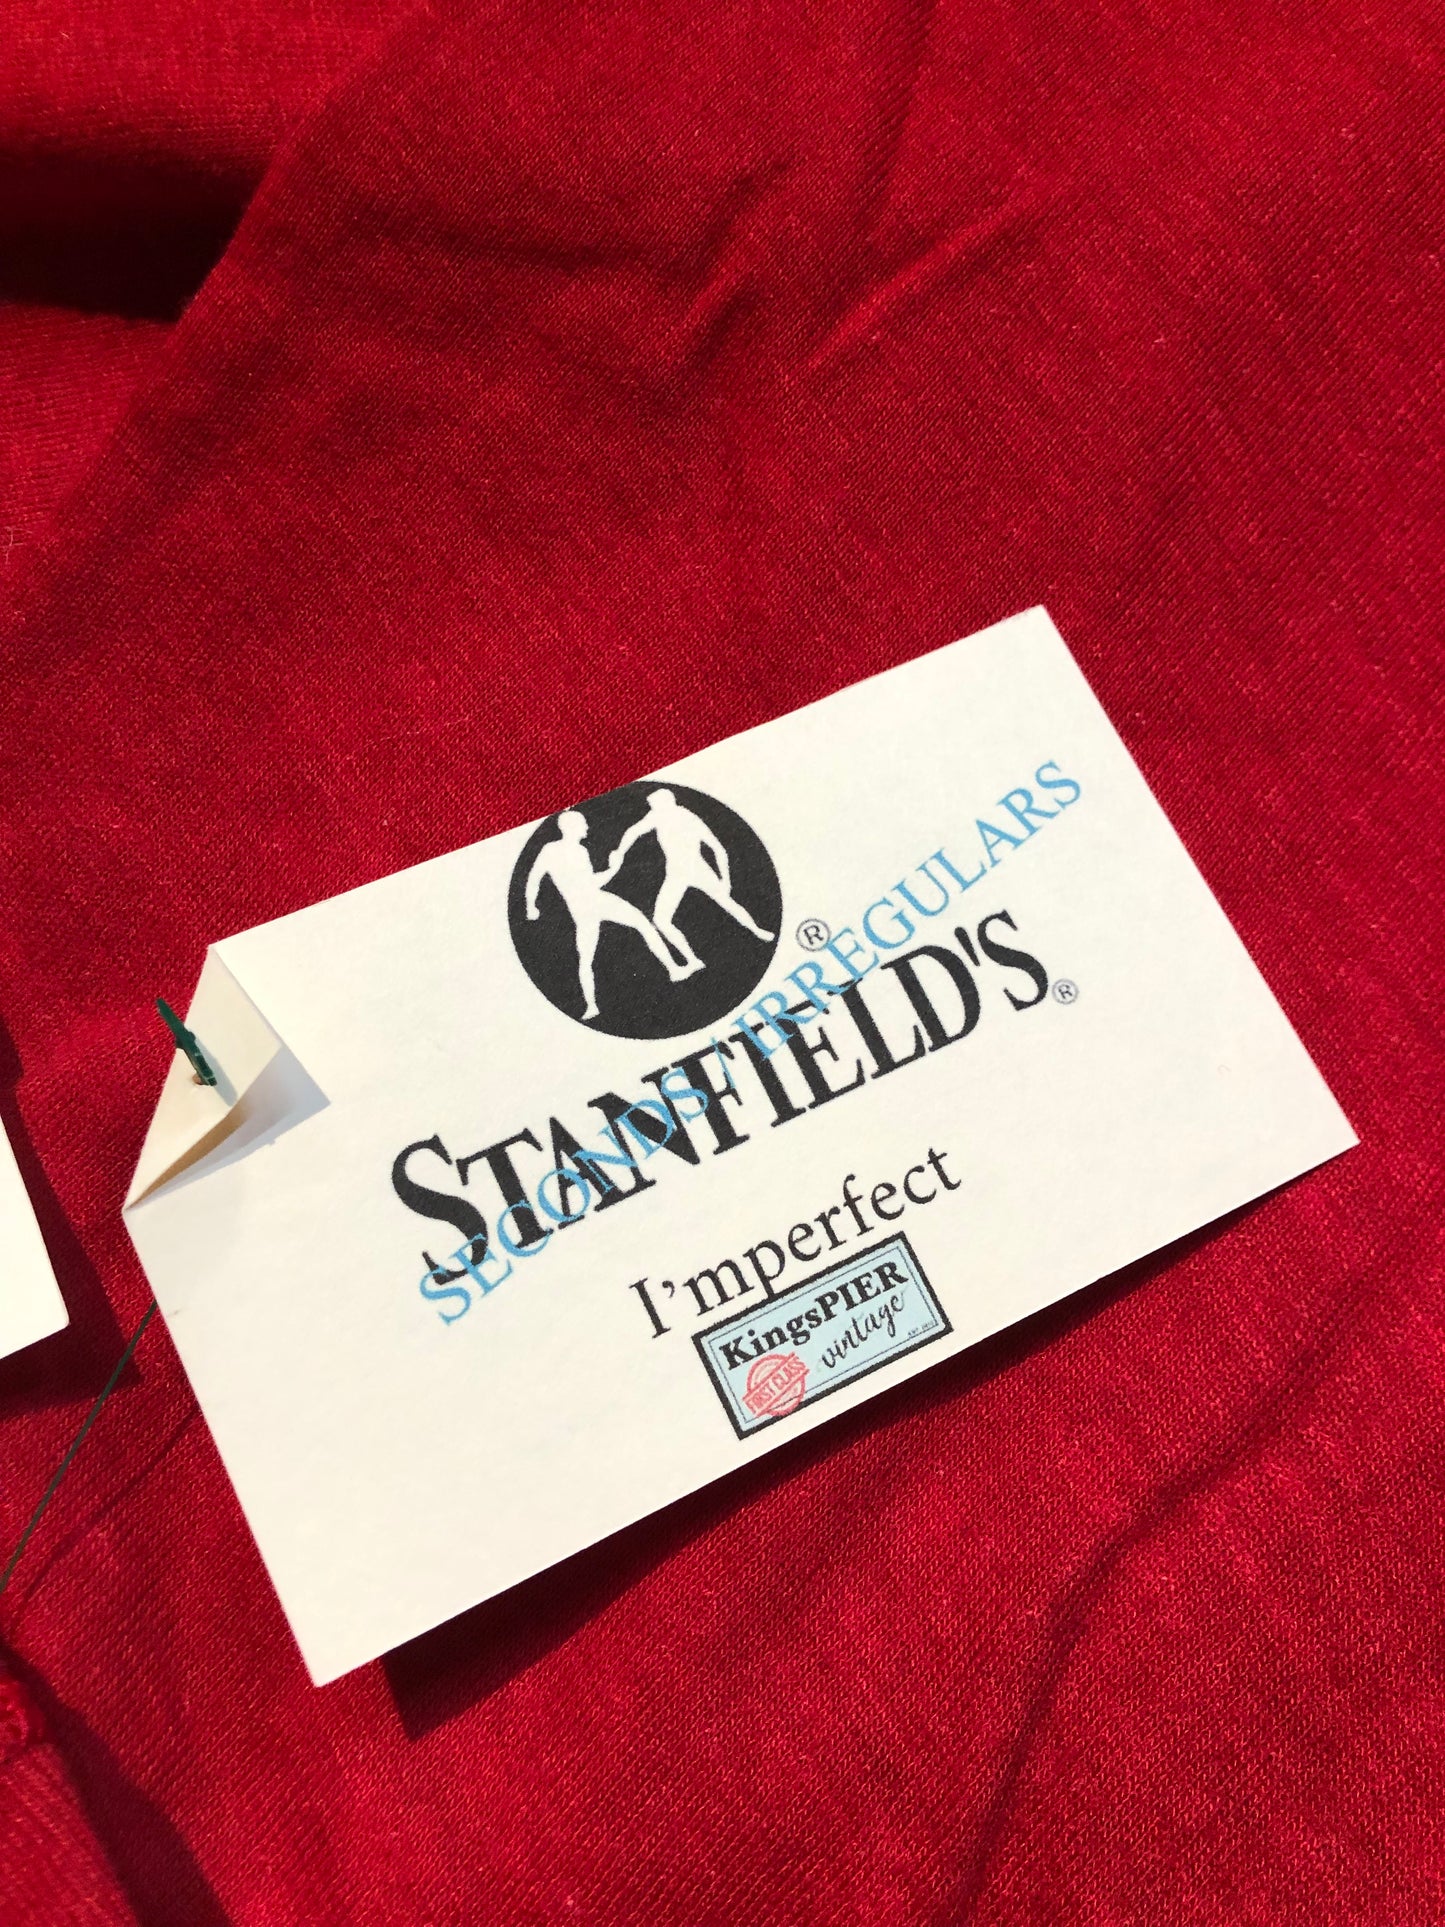 ®
STANFIELD'S®
SECONDS / IRREGULARS
I'mperfect
KingsPIER
vintage
FIRST CLASS